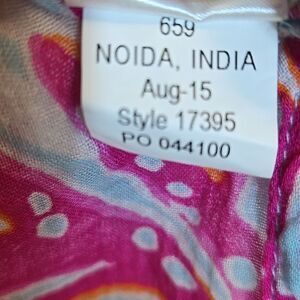 659
NOIDA, INDIA
Aug-15
Style 17395
PO 044100